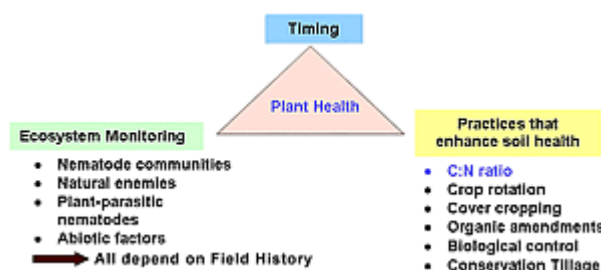 Timing
Plant Health
Ecosystem Monitoring
• Nematode communities
• Natural enemies
• Plant-parasitic
nematodes
• Abiotic factors
All depend on Field History
Practices that
enhance soil health
• C:N ratio
• Crop rotation
• Cover cropping
• Organic amendments
• Biological control
• Conservation Tillage